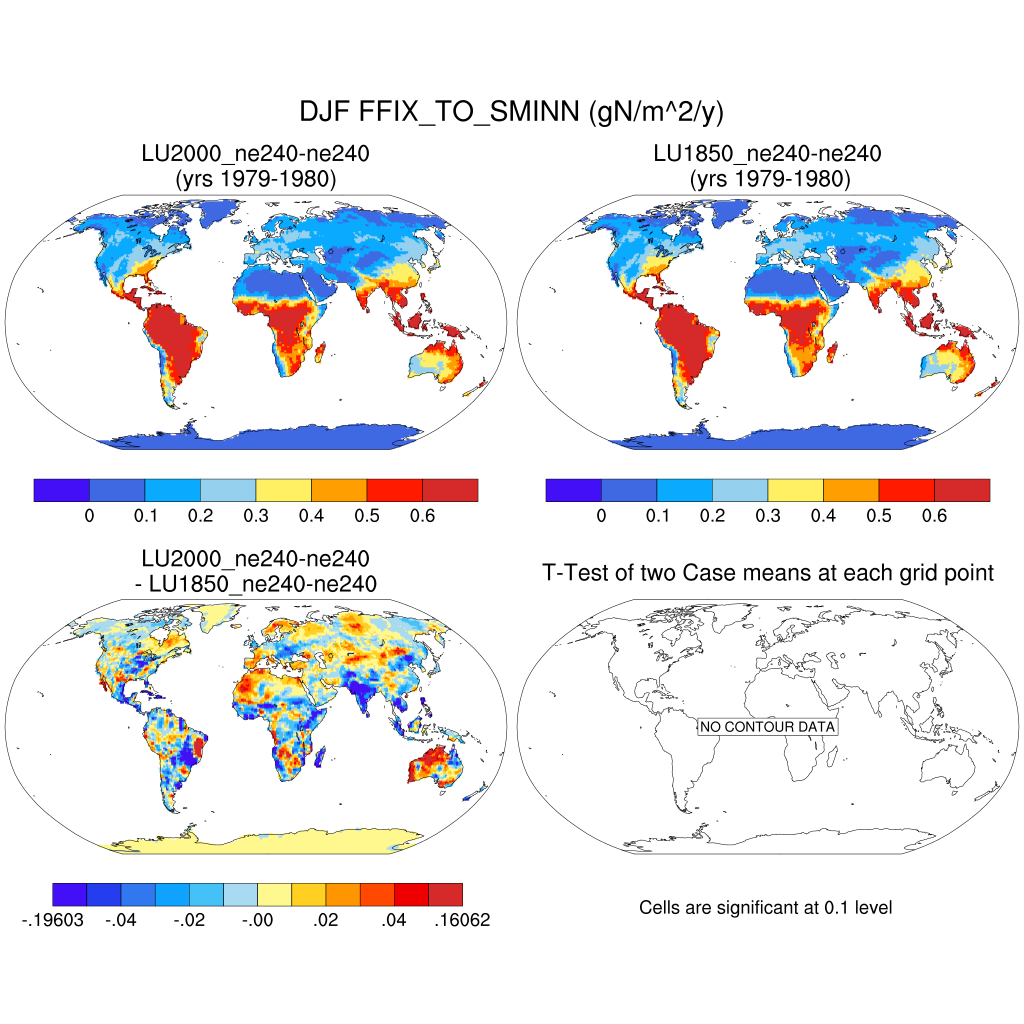 DJF FFIX_TO_SMINN (gN/m^2/y)
LU2000_ne240-ne240
(yrs 1979-1980)
LU1850_ne240-ne240
(yrs 1979-1980)
0 0.1 0.2 0.3 0.4 0.5 0.6
0 0.1 0.2 0.3 0.4 0.5 0.6
LU2000_ne240-ne240
- LU1850_ne240-ne240
T-Test of two Case means at each grid point
NO CONTOUR DATA
-.19603 -.04 -.02 -.00 .02 .04 .16062
Cells are significant at 0.1 level